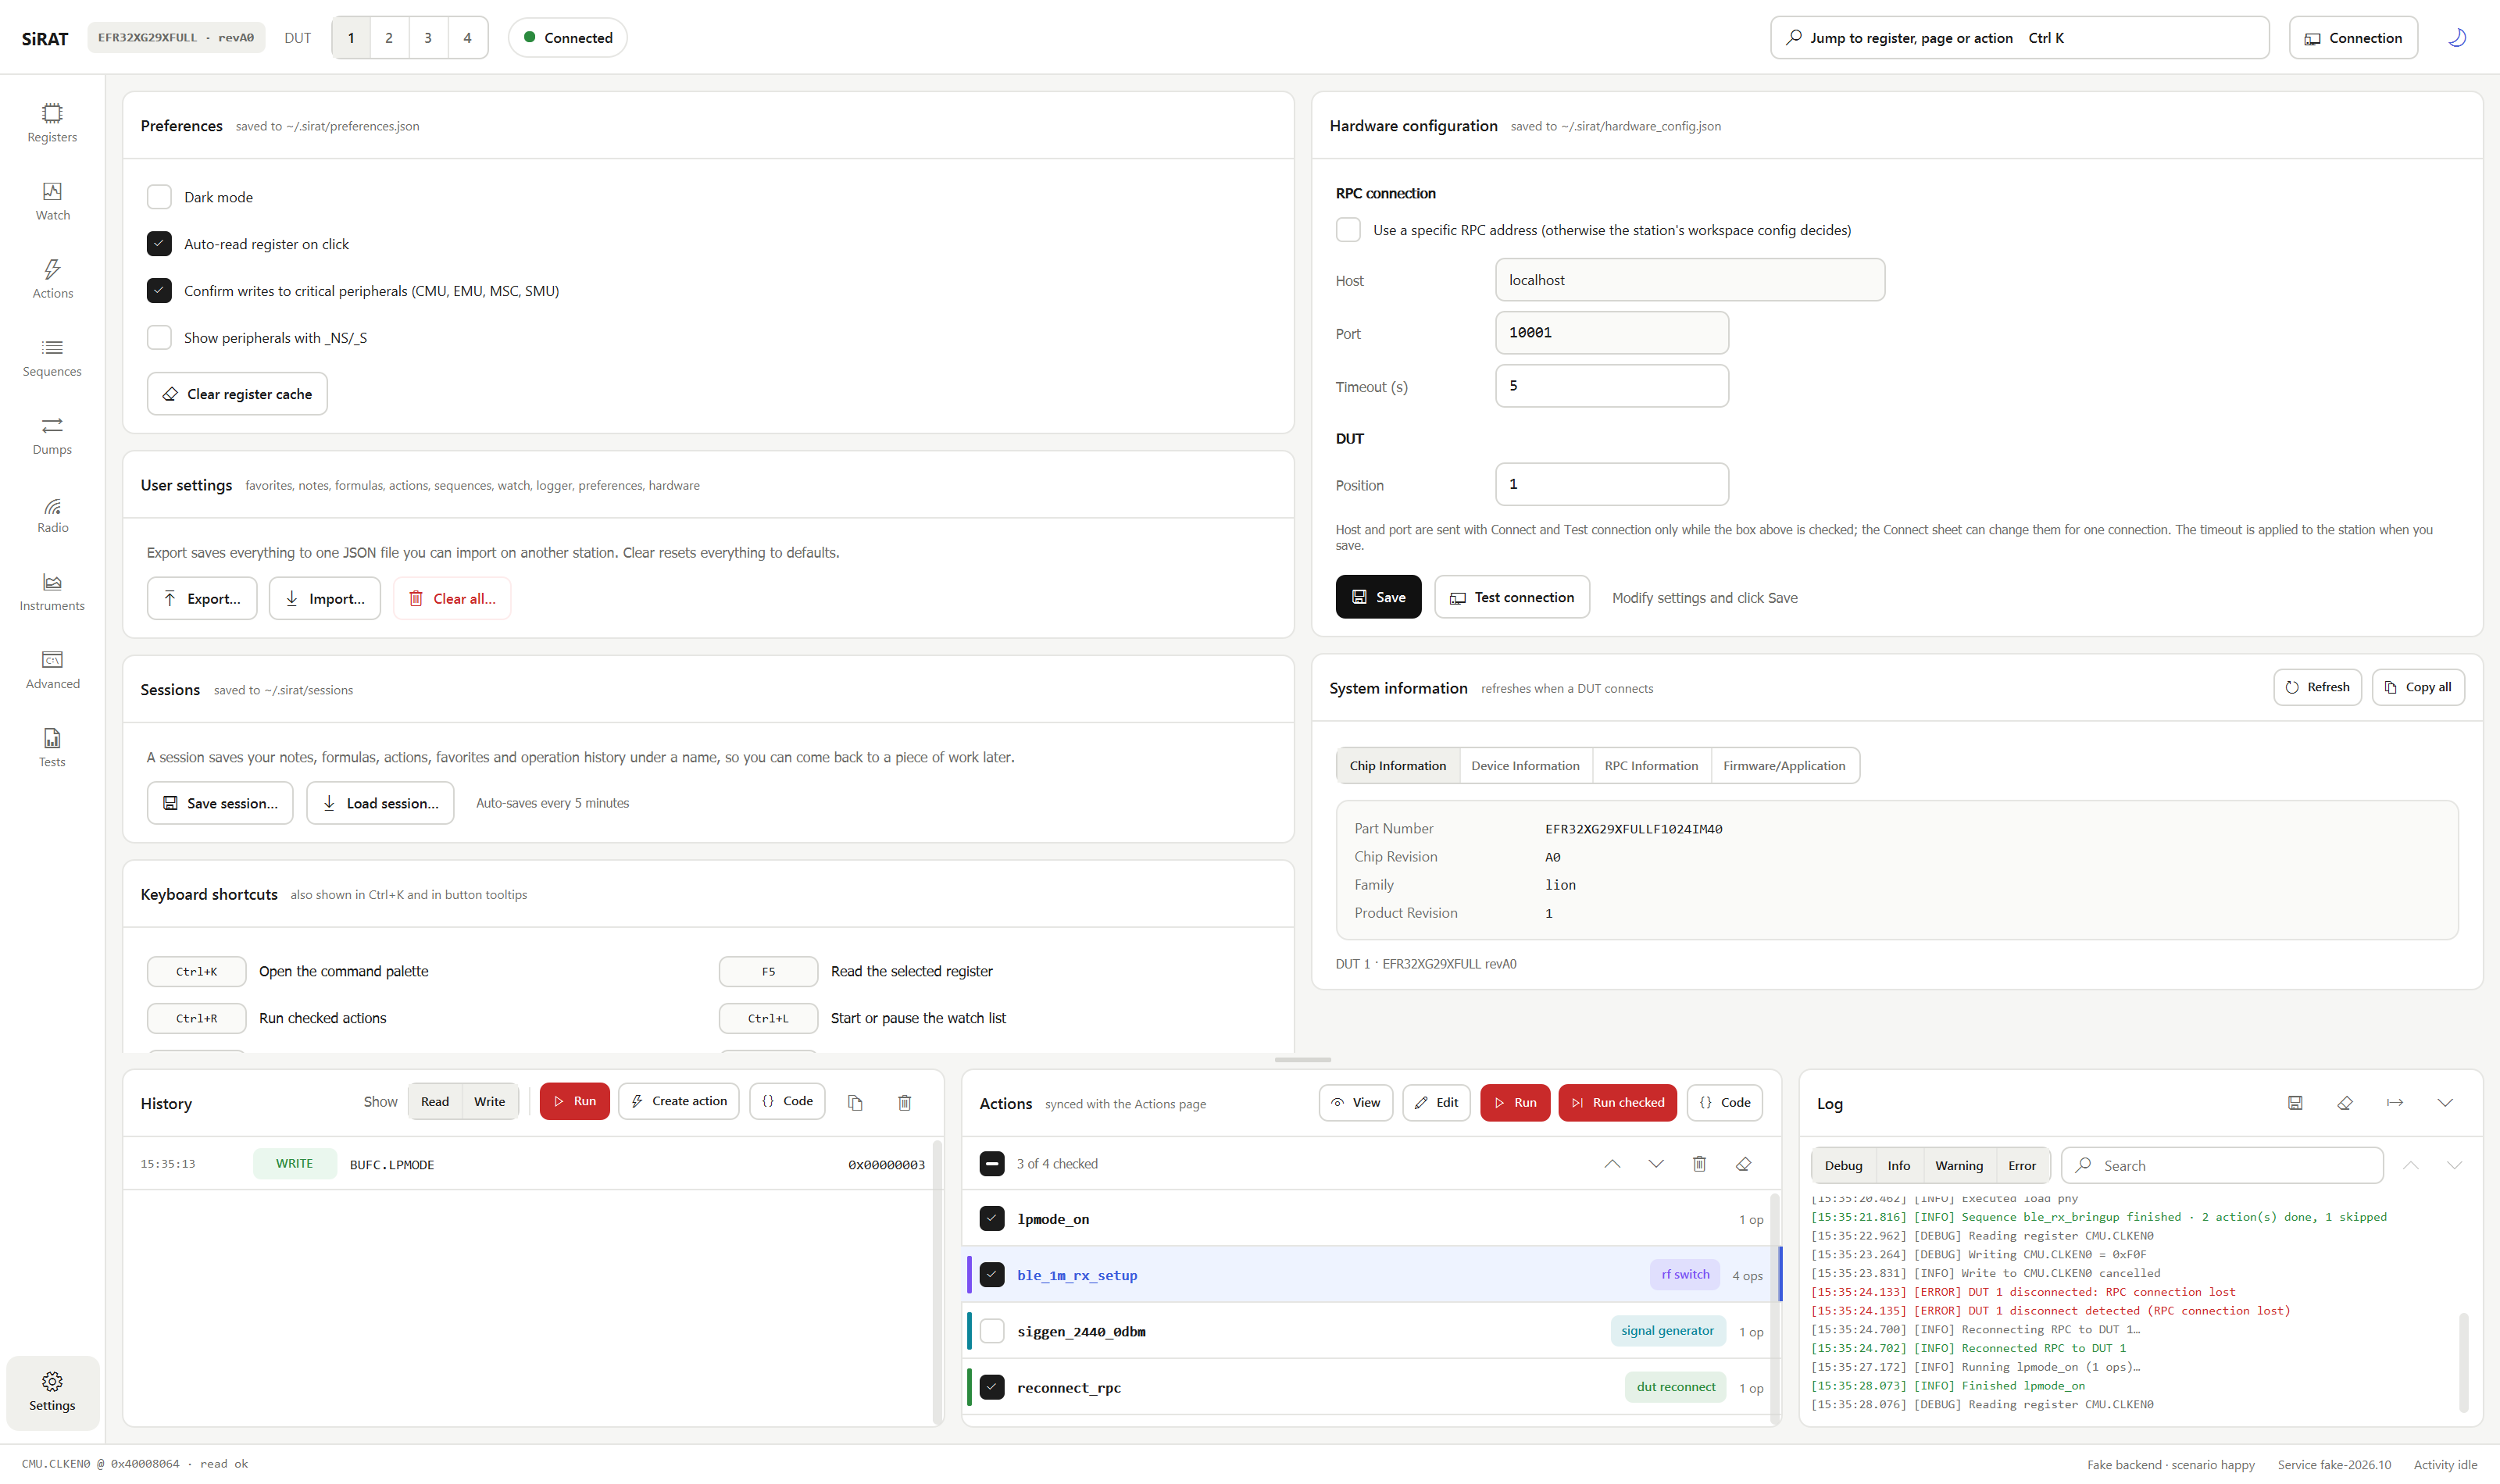 SiRAT
EFR32XG29XFULL · revA0
DUT
1
2
3
4
Connected
Jump to register, page or action
Ctrl K
Connection
Registers
Watch
Actions
Sequences
Dumps
Radio
Instruments
Advanced
Tests
Settings
Preferences
saved to ~/.sirat/preferences.json
Dark mode
Auto-read register on click
Confirm writes to critical peripherals (CMU, EMU, MSC, SMU)
Show peripherals with _NS/_S
Clear register cache
User settings
favorites, notes, formulas, actions, sequences, watch, logger, preferences, hardware
Export saves everything to one JSON file you can import on another station. Clear resets everything to defaults.
Export...
Import...
Clear all...
Sessions
saved to ~/.sirat/sessions
A session saves your notes, formulas, actions, favorites and operation history under a name, so you can come back to a piece of work later.
Save session...
Load session...
Auto-saves every 5 minutes
Keyboard shortcuts
also shown in Ctrl+K and in button tooltips
Ctrl+K
Open the command palette
F5
Read the selected register
Ctrl+R
Run checked actions
Ctrl+L
Start or pause the watch list
Hardware configuration
saved to ~/.sirat/hardware_config.json
RPC connection
Use a specific RPC address (otherwise the station's workspace config decides)
Host
localhost
Port
10001
Timeout (s)
5
DUT
Position
1
Host and port are sent with Connect and Test connection only while the box above is checked; the Connect sheet can change them for one connection. The timeout is applied to the station when you
save.
Save
Test connection
Modify settings and click Save
System information
refreshes when a DUT connects
Refresh
Copy all
Chip Information
Device Information
RPC Information
Firmware/Application
Part Number
EFR32XG29XFULLF1024IM40
Chip Revision
A0
Family
lion
Product Revision
1
DUT 1 · EFR32XG29XFULL revA0
History
Show
Read
Write
Run
Create action
{} Code
15:35:13
WRITE
BUFC.LPMODE
0x00000003
Actions
synced with the Actions page
View
Edit
Run
Run checked
{} Code
3 of 4 checked
lpmode_on
1 op
ble_1m_rx_setup
rf switch
4 ops
siggen_2440_0dbm
signal generator
1 op
reconnect_rpc
dut reconnect
1 op
Log
Debug
Info
Warning
Error
Search
[15:35:20.462] [INFO] Executed load phy
[15:35:21.816] [INFO] Sequence ble_rx_bringup finished · 2 action(s) done, 1 skipped
[15:35:22.962] [DEBUG] Reading register CMU.CLKEN0
[15:35:23.264] [DEBUG] Writing CMU.CLKEN0 = 0xF0F
[15:35:23.831] [INFO] Write to CMU.CLKEN0 cancelled
[15:35:24.133] [ERROR] DUT 1 disconnected: RPC connection lost
[15:35:24.135] [ERROR] DUT 1 disconnect detected (RPC connection lost)
[15:35:24.700] [INFO] Reconnecting RPC to DUT 1…
[15:35:24.702] [INFO] Reconnected RPC to DUT 1
[15:35:27.172] [INFO] Running lpmode_on (1 ops)…
[15:35:28.073] [INFO] Finished lpmode_on
[15:35:28.076] [DEBUG] Reading register CMU.CLKEN0
CMU.CLKEN0 @ 0x40008064 · read ok
Fake backend · scenario happy
Service fake-2026.10
Activity idle